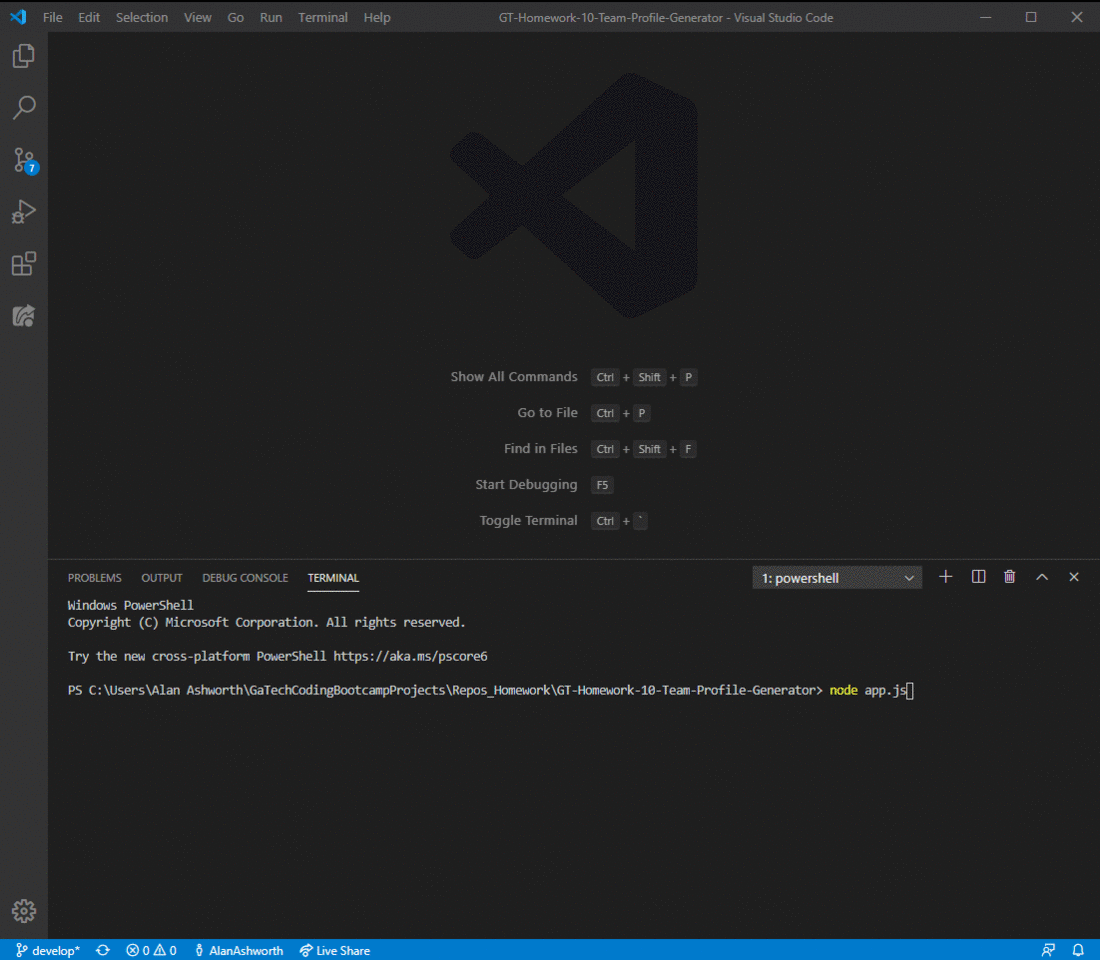 File Edit Selection View Go Run Terminal Help GT-Homework-10-Team-Profile-Generator - Visual Studio Code
7
Show All Commands Ctrl + Shift + P
Go to File Ctrl + P
Find in Files Ctrl + Shift + F
Start Debugging F5
Toggle Terminal Ctrl + `
PROBLEMS OUTPUT DEBUG CONSOLE TERMINAL 1: powershell
Windows PowerShell
Copyright (C) Microsoft Corporation. All rights reserved.
Try the new cross-platform PowerShell https://aka.ms/pscore6
PS C:\Users\Alan Ashworth\GaTechCodingBootcampProjects\Repos_Homework\GT-Homework-10-Team-Profile-Generator> node app.js
develop* 0 0 AlanAshworth Live Share